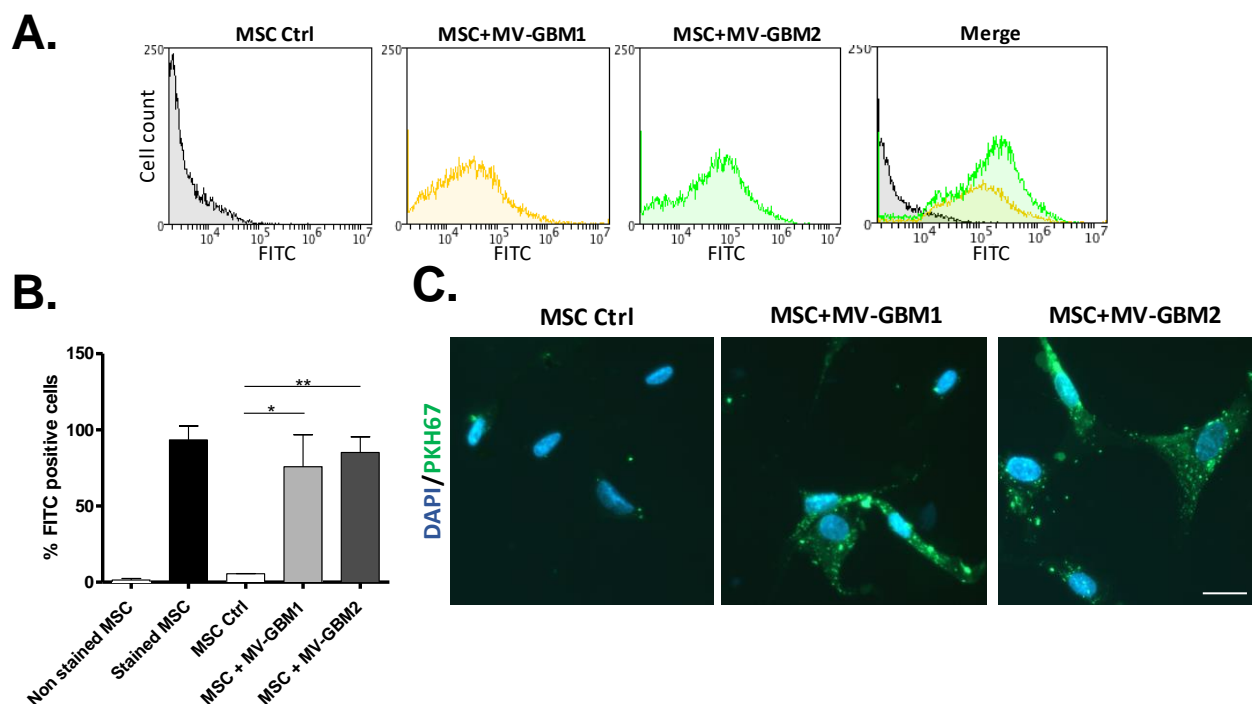 A.
MSC Ctrl MSC+MV-GBM1 MSC+MV-GBM2 Merge
250 250 250 250
Cell count
0 0 0 0
10^4 10^5 10^6 10^7 10^4 10^5 10^6 10^7 10^4 10^5 10^6 10^7 10^4 10^5 10^6 10^7
FITC FITC FITC FITC
B.
150
100
50
0
% FITC positive cells
**
*
Non stained MSC
Stained MSC
MSC Ctrl
MSC + MV-GBM1
MSC + MV-GBM2
C.
MSC Ctrl MSC+MV-GBM1 MSC+MV-GBM2
DAPI/PKH67